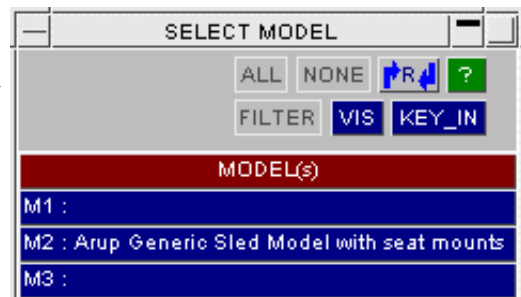 SELECT MODEL
ALL NONE R ?
FILTER VIS KEY_IN
MODEL(s)
M1 :
M2 : Arup Generic Sled Model with seat mounts
M3 :